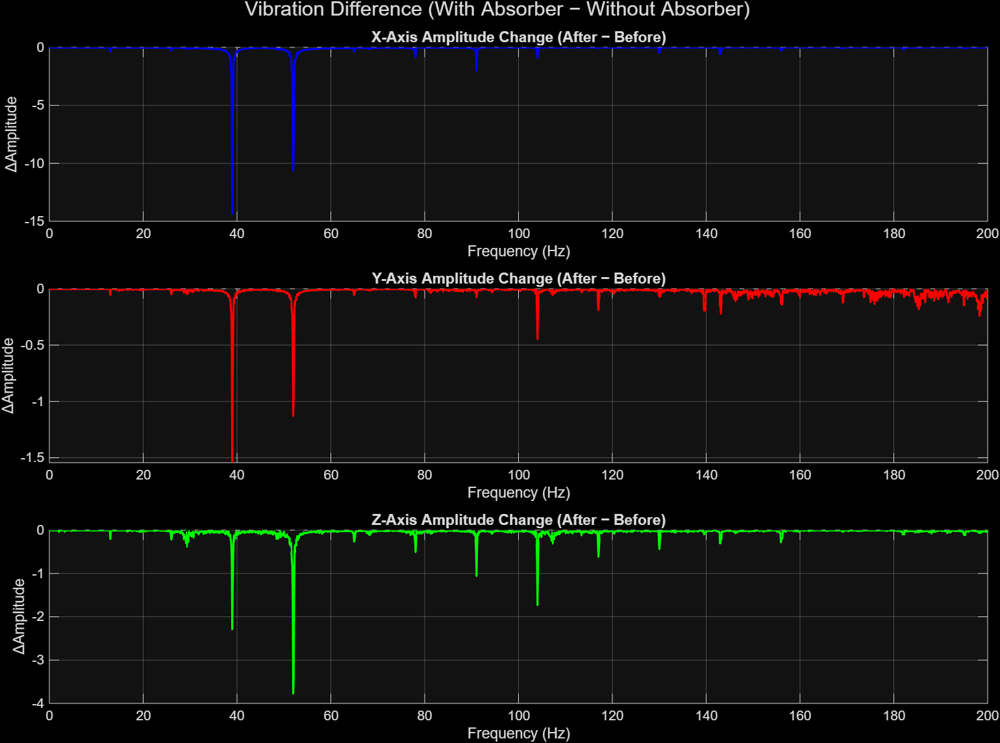 Vibration Difference (With Absorber − Without Absorber)
X-Axis Amplitude Change (After − Before)
0
-5
-10
-15
ΔAmplitude
0 20 40 60 80 100 120 140 160 180 200
Frequency (Hz)
Y-Axis Amplitude Change (After − Before)
0
-0.5
-1
-1.5
ΔAmplitude
0 20 40 60 80 100 120 140 160 180 200
Frequency (Hz)
Z-Axis Amplitude Change (After − Before)
0
-1
-2
-3
-4
ΔAmplitude
0 20 40 60 80 100 120 140 160 180 200
Frequency (Hz)